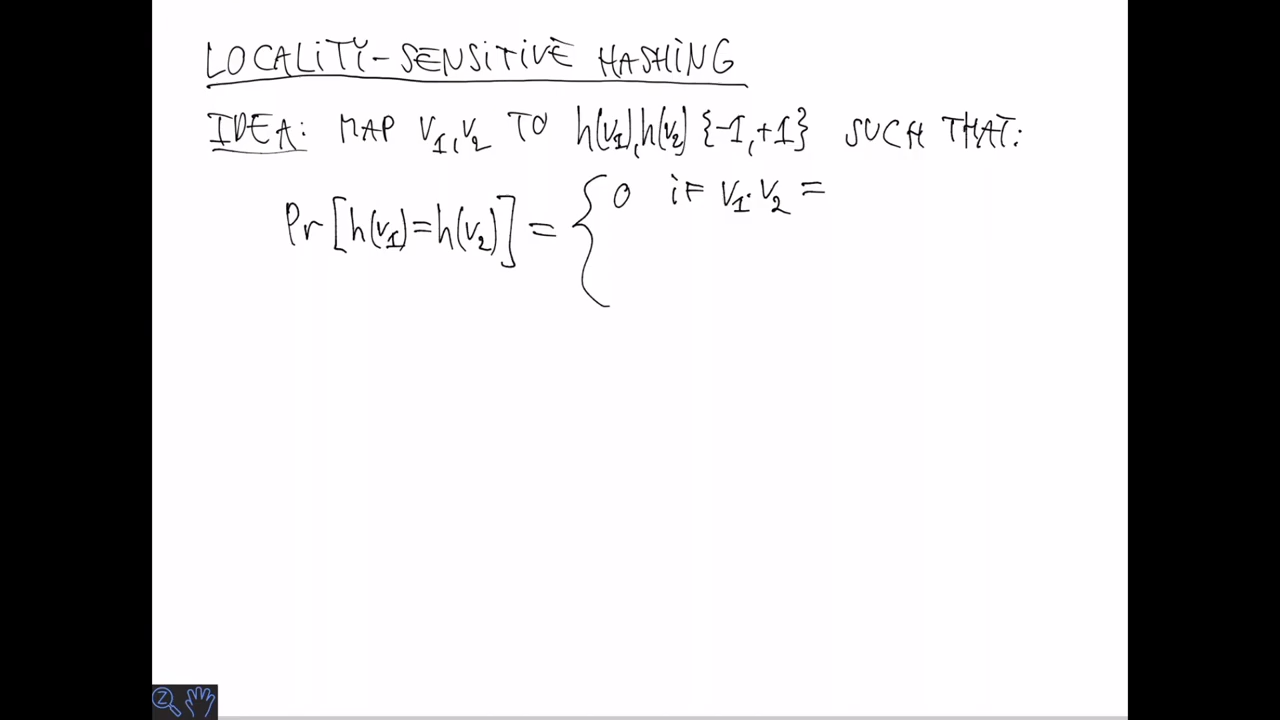 LOCALITY-SENSITIVE HASHING
IDEA: MAP V1,V2 TO h(V1),h(V2) {-1,+1} SUCH THAT:
Pr[h(V1)=h(V2)] = { 0 iF V1·V2 =